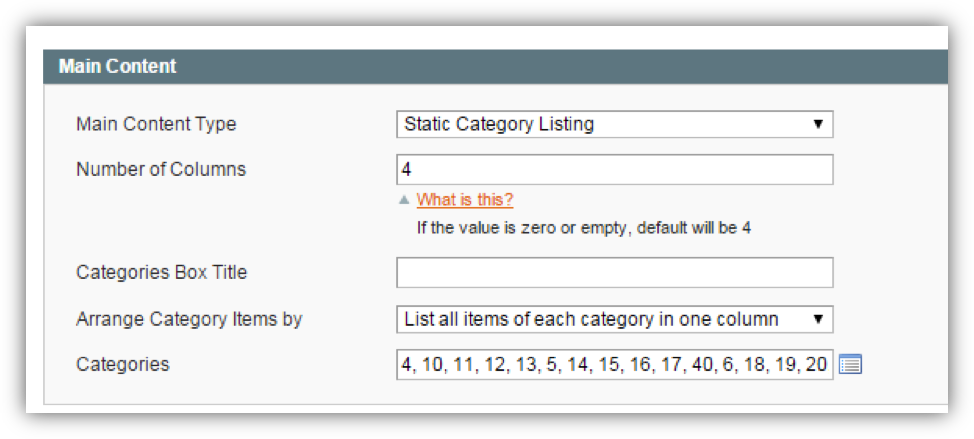 Main Content
Main Content Type Static Category Listing
Number of Columns 4
What is this?
If the value is zero or empty, default will be 4
Categories Box Title
Arrange Category Items by List all items of each category in one column
Categories 4, 10, 11, 12, 13, 5, 14, 15, 16, 17, 40, 6, 18, 19, 20